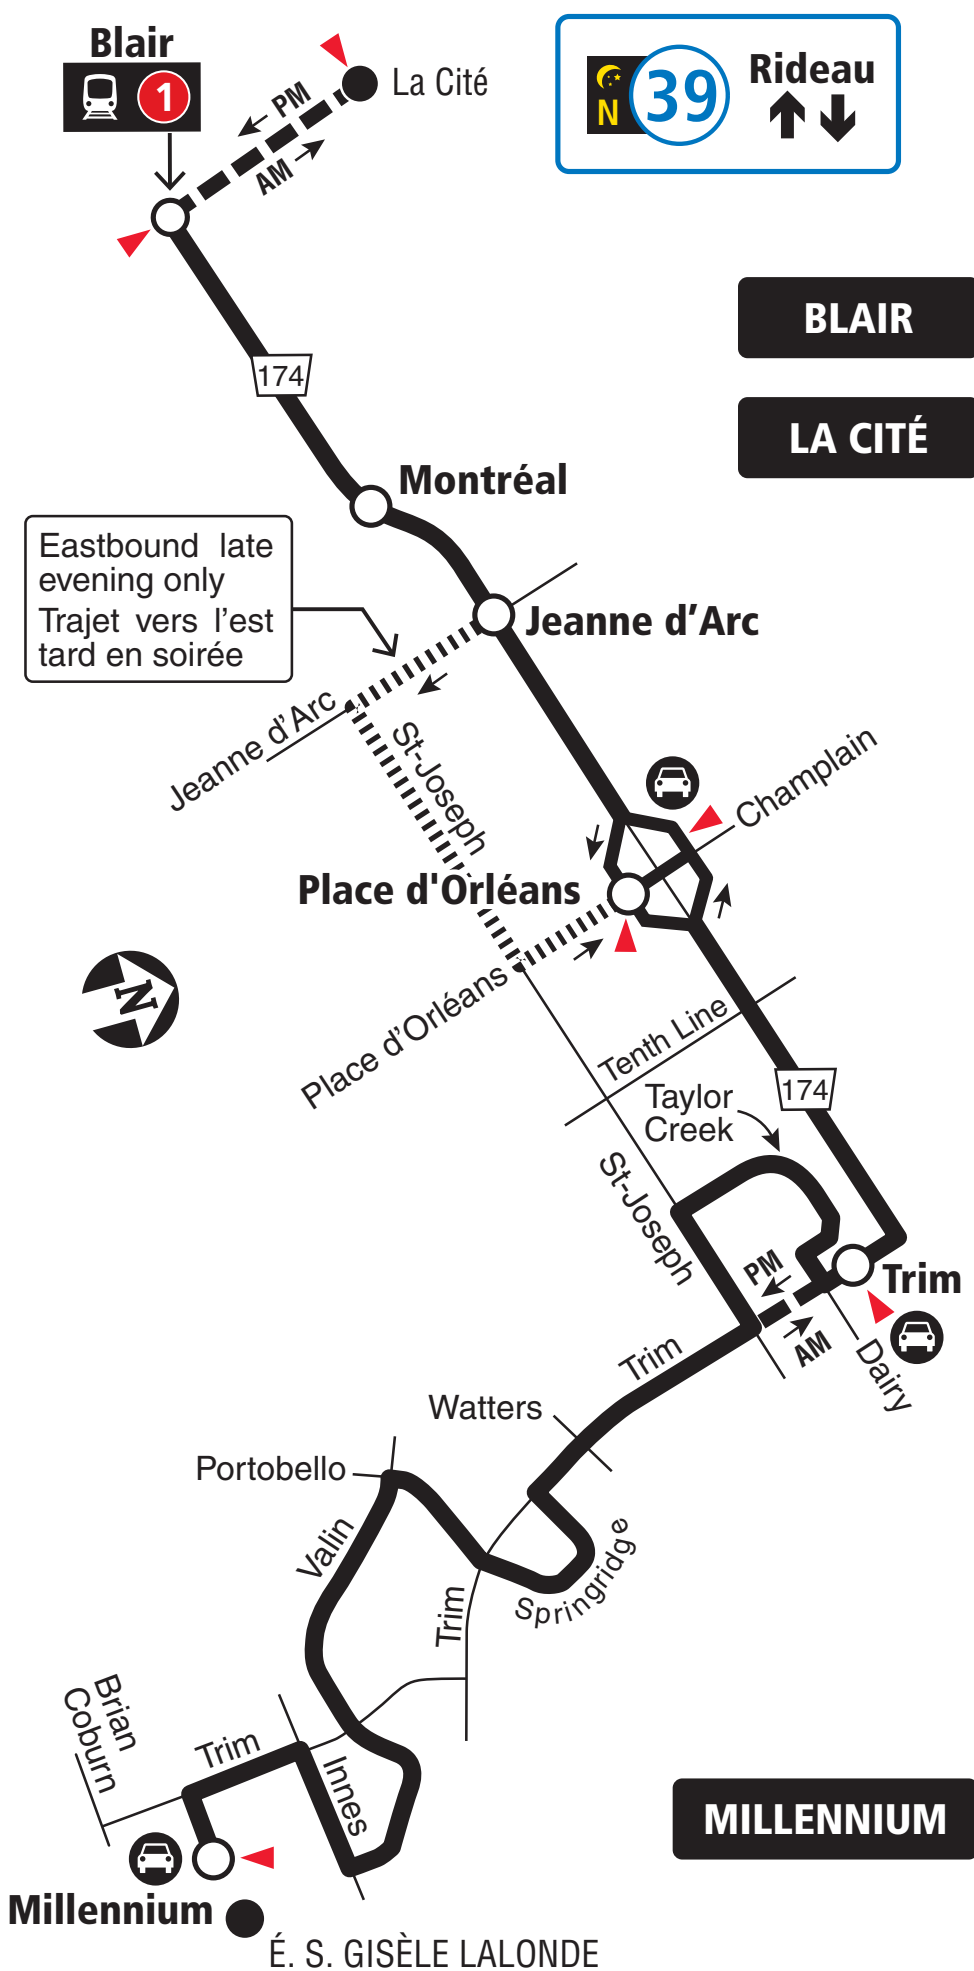 Blair
1
La Cité
PM
AM
N
39
Rideau
BLAIR
174
LA CITÉ
Montréal
Eastbound late
evening only
Trajet vers l'est
tard en soirée
Jeanne d'Arc
Jeanne d'Arc
St-Joseph
Champlain
Place d'Orléans
N
Place d'Orléans
Tenth Line
174
Taylor
Creek
St-Joseph
PM
Trim
AM
Trim
Dairy
Watters
Portobello
Valin
Springridge
Trim
Brian
Coburn
Trim
Innes
MILLENNIUM
Millennium
É. S. GISÈLE LALONDE